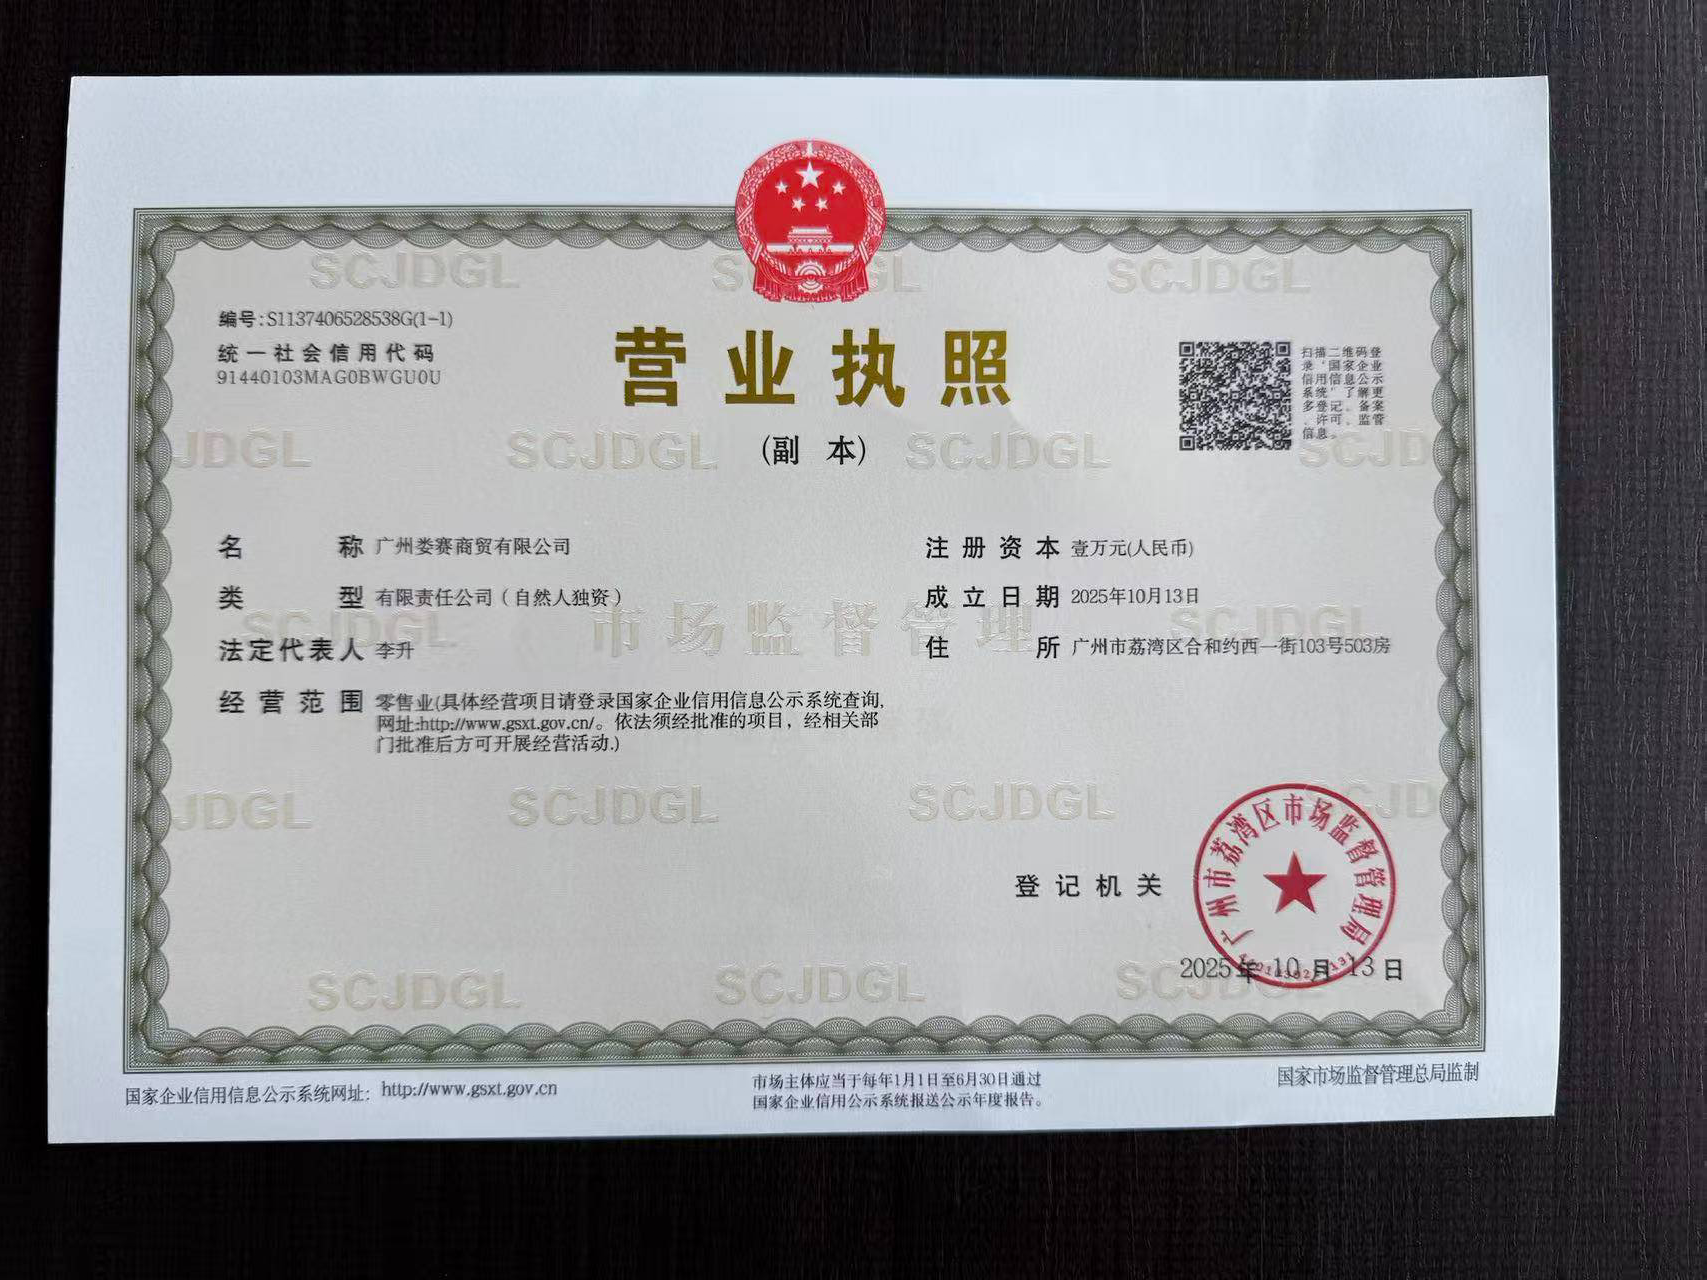 编号:S1137406528538G(1-1)
统一社会信用代码
91440103MAG0BWGU0U
营业执照
(副 本)
扫描二维码登
录“国家企业
信用信息公示
系统”了解更
多登记、备案
、许可、监管
信息。
名 称 广州娄赛商贸有限公司
类 型 有限责任公司（自然人独资）
法定代表人 李升
经营范围 零售业(具体经营项目请登录国家企业信用信息公示系统查询,
网址:http://www.gsxt.gov.cn/。依法须经批准的项目，经相关部
门批准后方可开展经营活动.)
注册资本 壹万元(人民币)
成立日期 2025年10月13日
住 所 广州市荔湾区合和约西一街103号503房
登记机关
广州市荔湾区市场监督管理局
2025年 10月 13日
国家企业信用信息公示系统网址：http://www.gsxt.gov.cn
市场主体应当于每年1月1日至6月30日通过
国家企业信用公示系统报送公示年度报告。
国家市场监督管理总局监制
SCJDGL
市场监督管理